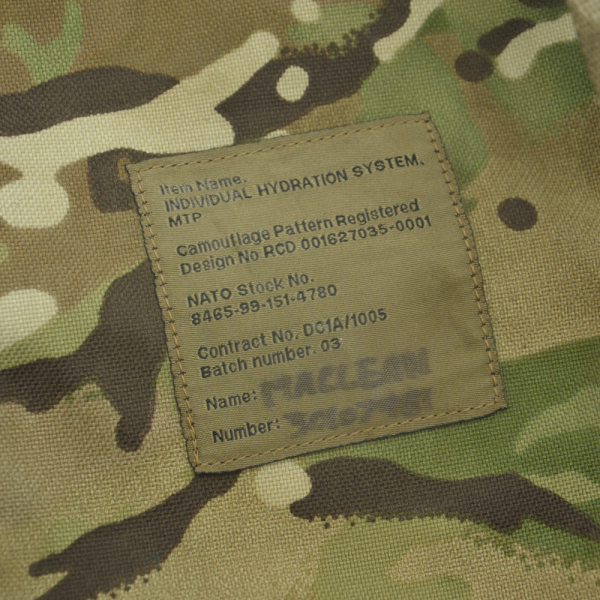 Item Name.
INDIVIDUAL HYDRATION SYSTEM,
MTP
Camouflage Pattern Registered
Design No RCD 001627035-0001
NATO Stock No.
8465-99-151-4780
Contract No. DC1A/1005
Batch number. 03
Name: MACLEAN
Number: